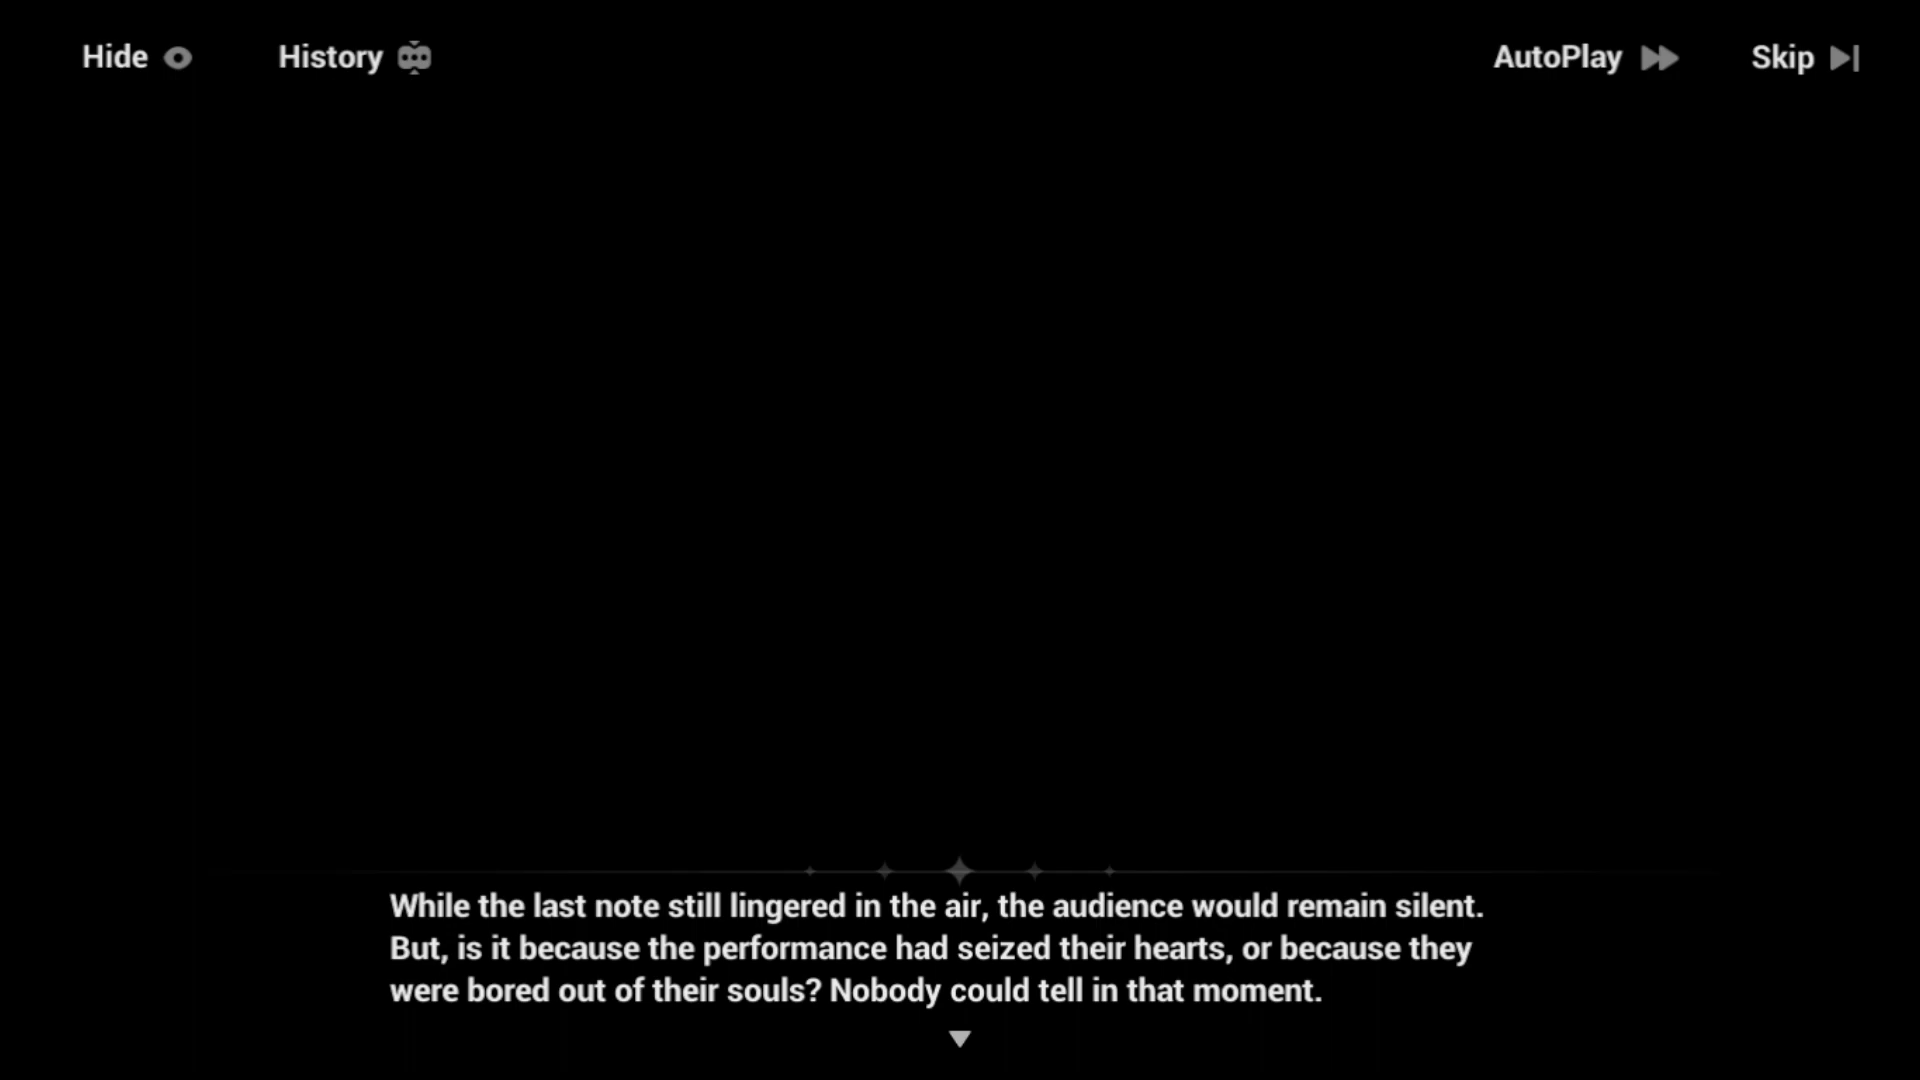 Hide
History
AutoPlay
Skip
While the last note still lingered in the air, the audience would remain silent.
But, is it because the performance had seized their hearts, or because they
were bored out of their souls? Nobody could tell in that moment.